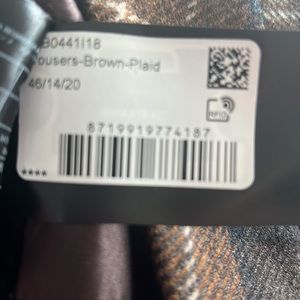 B0441I18
ousers-Brown-Plaid
46/14/20
RFID
8719919774187
****